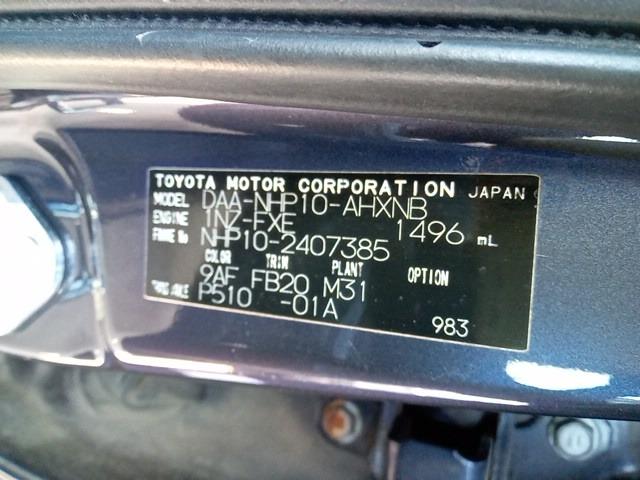 TOYOTA MOTOR CORPORATION JAPAN
MODEL DAA-NHP10-AHXNB
ENGINE 1NZ-FXE 1496 mL
FRAME No NHP10-2407385
COLOR TRIM PLANT OPTION
9AF FB20 M31
TRANS AXLE P510 -01A
983